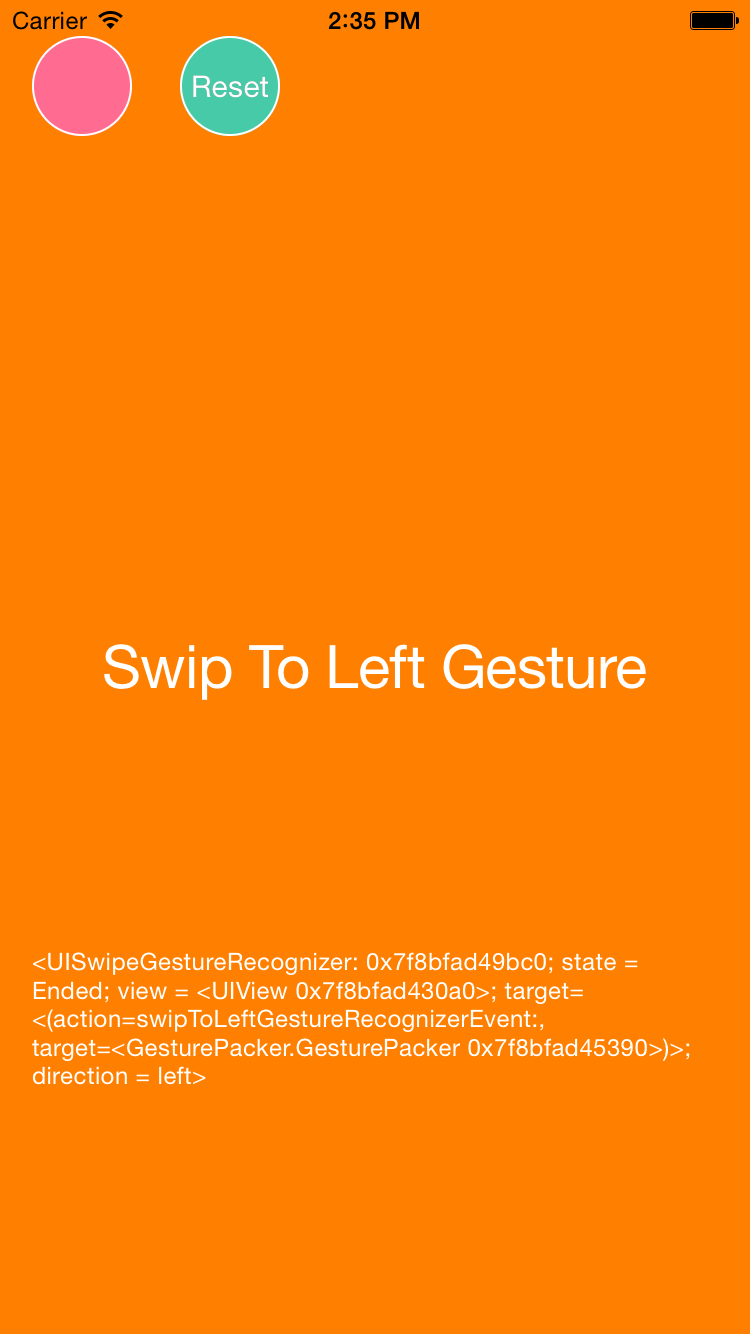 Carrier 2:35 PM
Reset
Swip To Left Gesture
<UISwipeGestureRecognizer: 0x7f8bfad49bc0; state =
Ended; view = <UIView 0x7f8bfad430a0>; target=
<(action=swipToLeftGestureRecognizerEvent:,
target=<GesturePacker.GesturePacker 0x7f8bfad45390>)>;
direction = left>